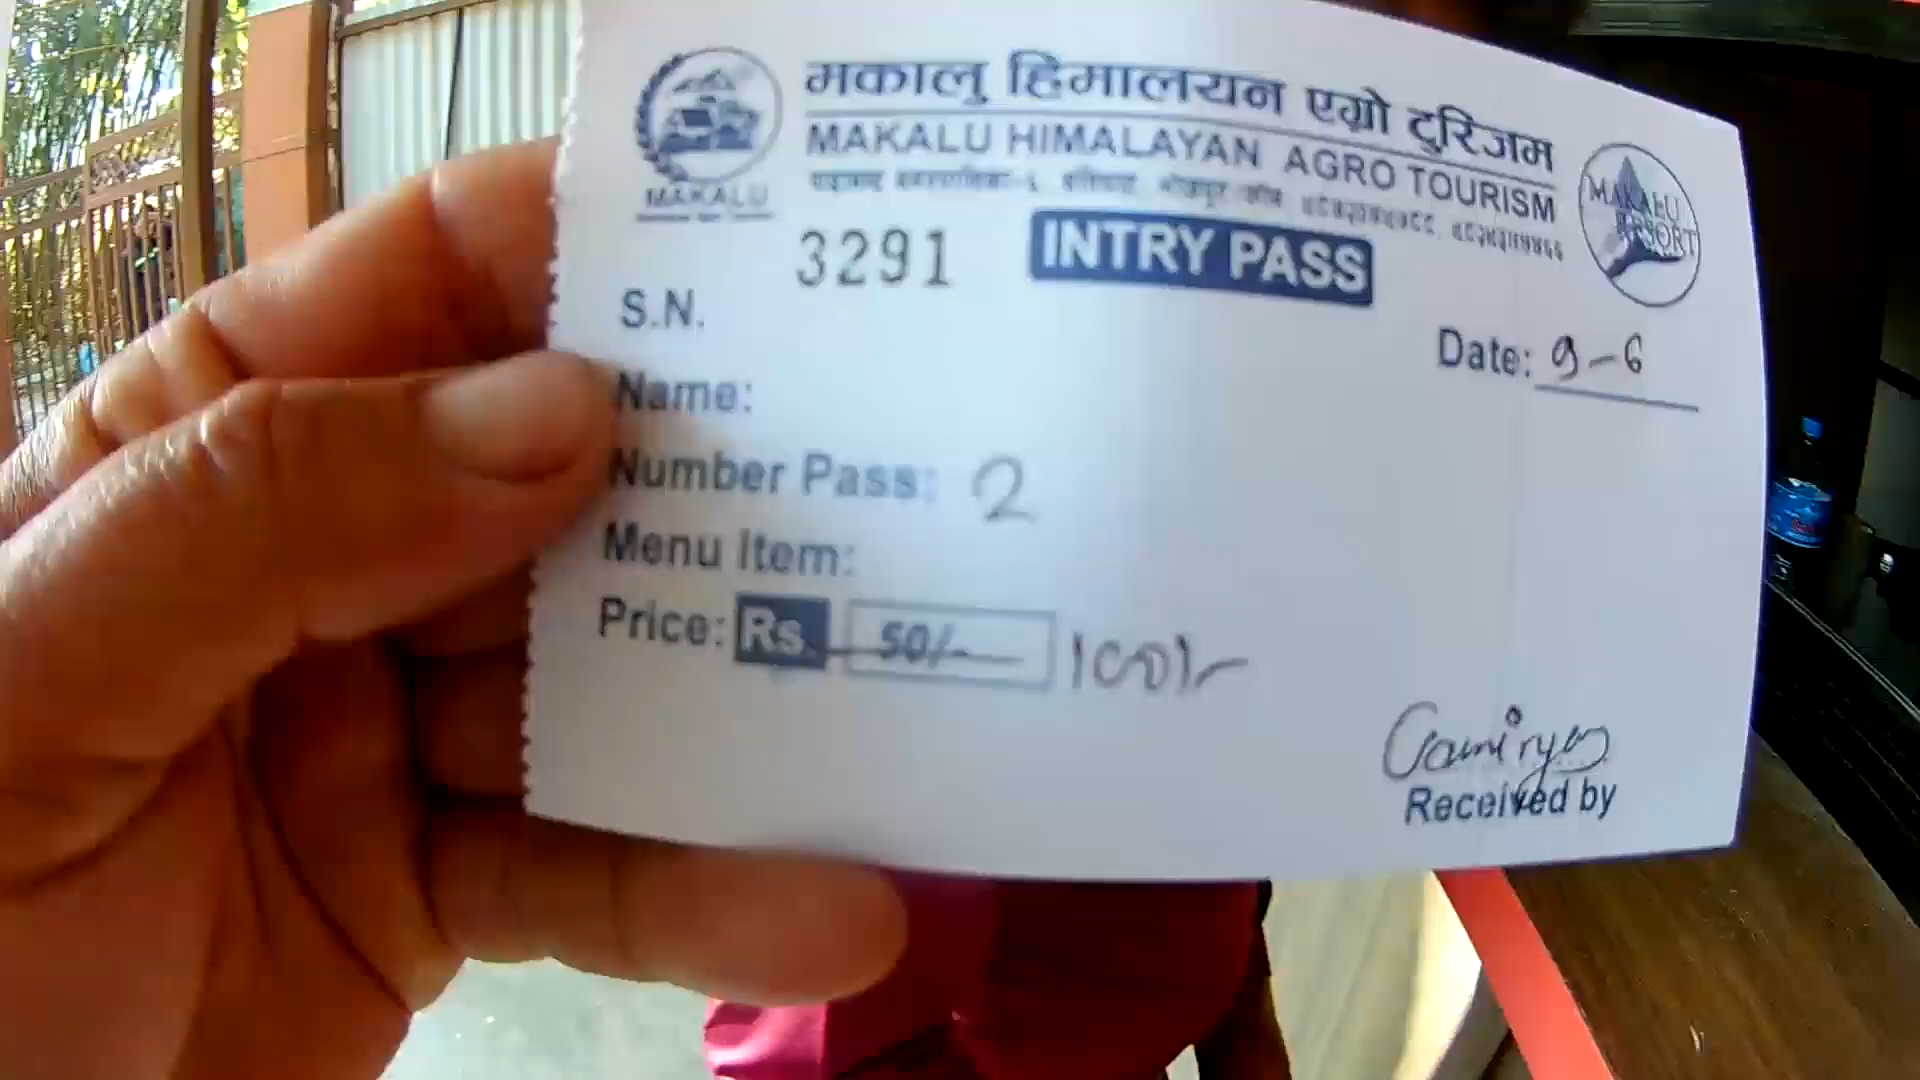 मकालु हिमालयन एग्रो टुरिजम
MAKALU HIMALAYAN AGRO TOURISM
MAKALU
MAKALU
RESORT
3291
INTRY PASS
S.N.
Date: 9-6
Name:
Number Pass: 2
Menu Item:
Price: Rs. 50/- 100/-
Received by